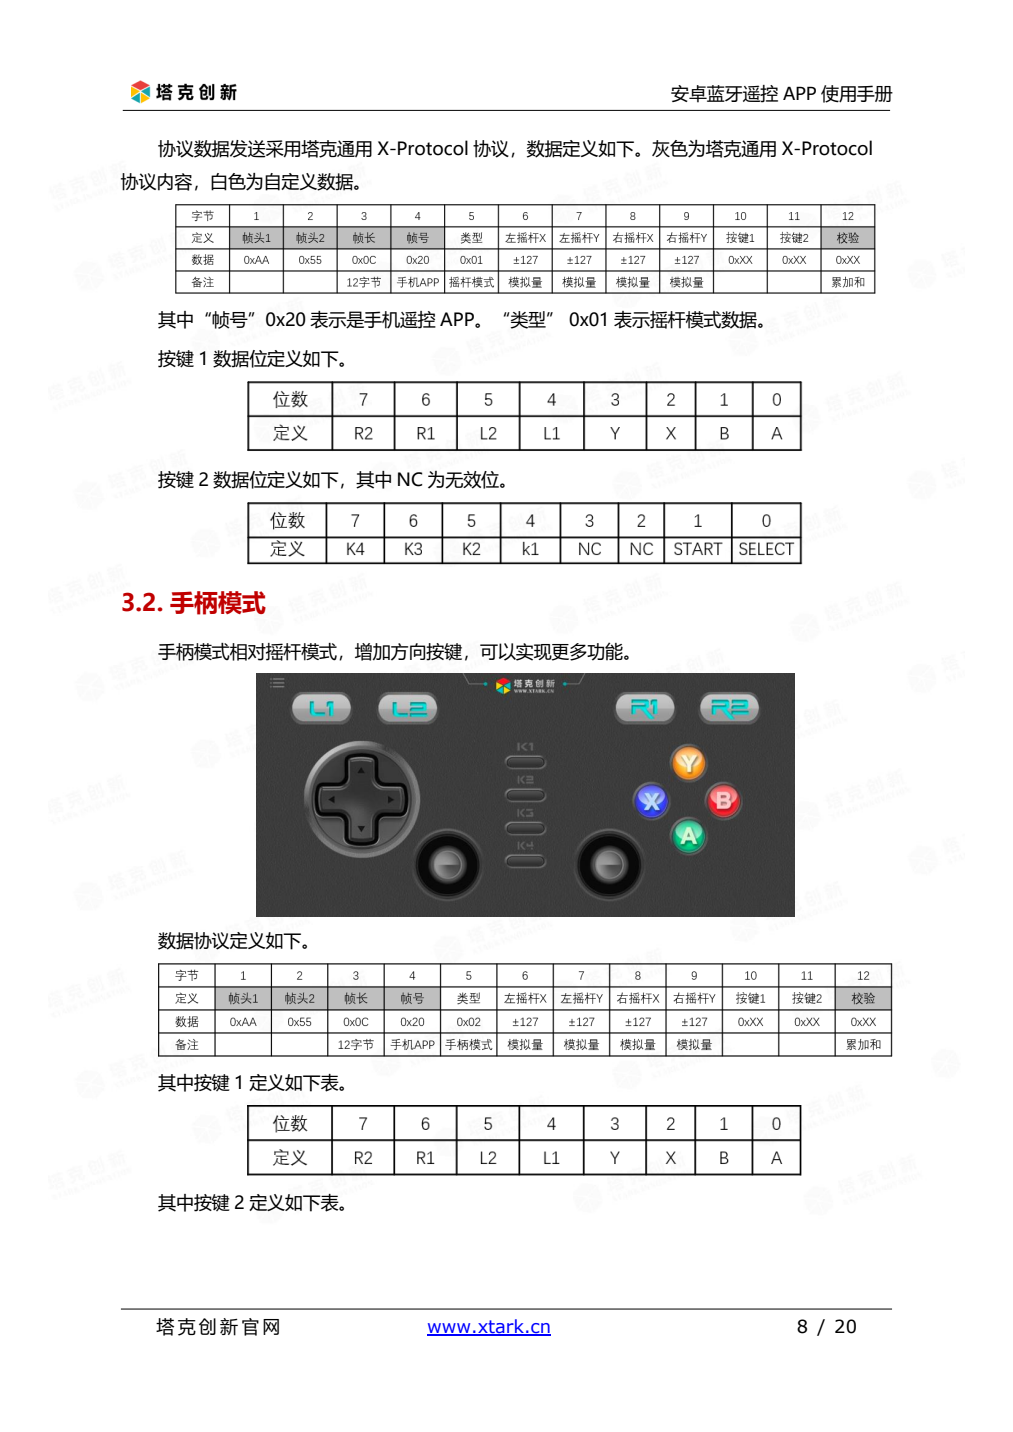 塔克创新
安卓蓝牙遥控 APP 使用手册
协议数据发送采用塔克通用 X-Protocol 协议，数据定义如下。灰色为塔克通用 X-Protocol
协议内容，白色为自定义数据。
字节 1 2 3 4 5 6 7 8 9 10 11 12
定义 帧头1 帧头2 帧长 帧号 类型 左摇杆X 左摇杆Y 右摇杆X 右摇杆Y 按键1 按键2 校验
数据 0xAA 0x55 0x0C 0x20 0x01 ±127 ±127 ±127 ±127 0xXX 0xXX 0xXX
备注 12字节 手机APP 摇杆模式 模拟量 模拟量 模拟量 模拟量 累加和
其中“帧号”0x20 表示是手机遥控 APP。“类型” 0x01 表示摇杆模式数据。
按键 1 数据位定义如下。
位数 7 6 5 4 3 2 1 0
定义 R2 R1 L2 L1 Y X B A
按键 2 数据位定义如下，其中 NC 为无效位。
位数 7 6 5 4 3 2 1 0
定义 K4 K3 K2 k1 NC NC START SELECT
3.2. 手柄模式
手柄模式相对摇杆模式，增加方向按键，可以实现更多功能。
塔克创新
WWW.XTARK.CN
L1 L2 R1 R2
K1
Y
K2
X B
K3
A
K4
数据协议定义如下。
字节 1 2 3 4 5 6 7 8 9 10 11 12
定义 帧头1 帧头2 帧长 帧号 类型 左摇杆X 左摇杆Y 右摇杆X 右摇杆Y 按键1 按键2 校验
数据 0xAA 0x55 0x0C 0x20 0x02 ±127 ±127 ±127 ±127 0xXX 0xXX 0xXX
备注 12字节 手机APP 手柄模式 模拟量 模拟量 模拟量 模拟量 累加和
其中按键 1 定义如下表。
位数 7 6 5 4 3 2 1 0
定义 R2 R1 L2 L1 Y X B A
其中按键 2 定义如下表。
塔克创新官网 www.xtark.cn 8 / 20